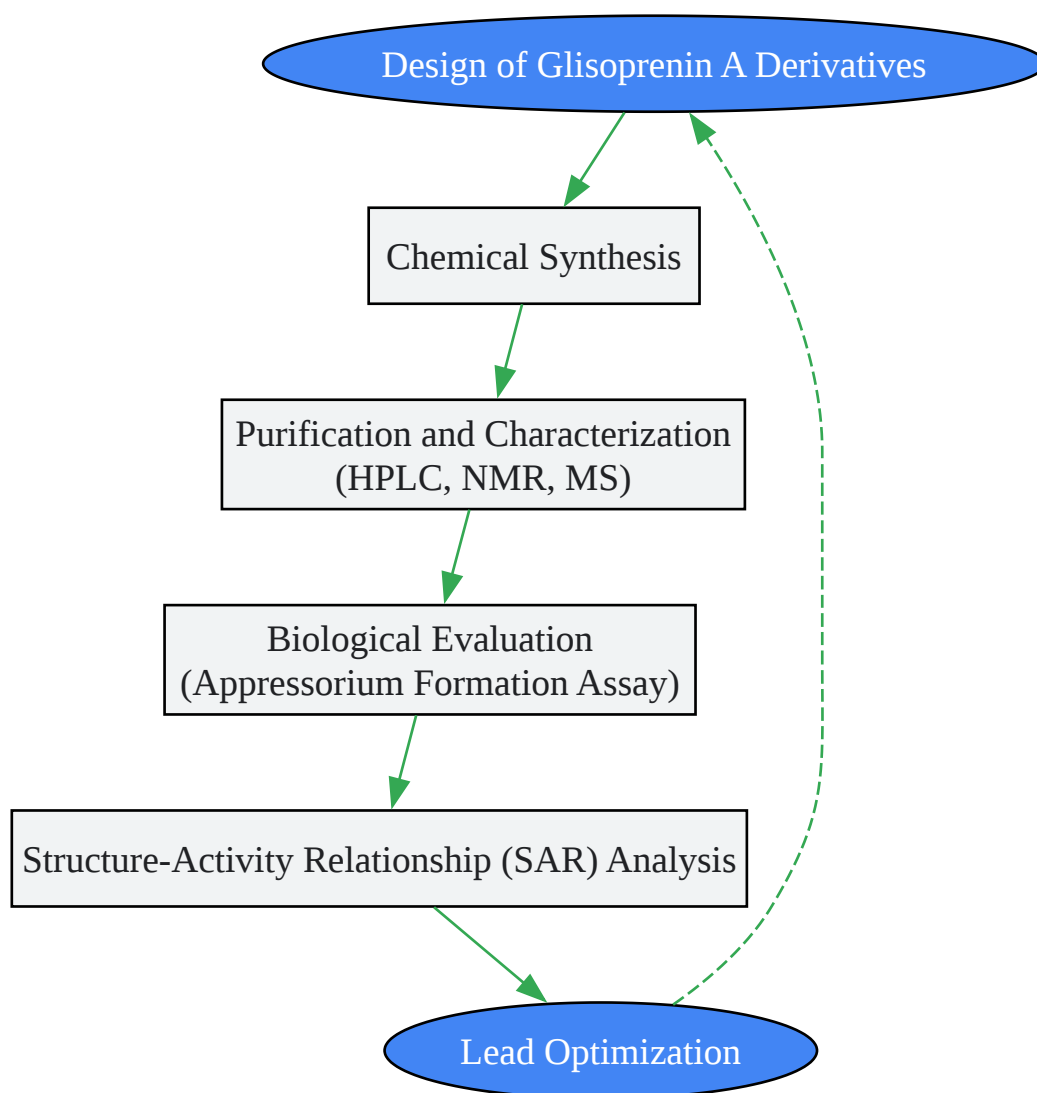 Design of Glisoprenin A Derivatives
Chemical Synthesis
Purification and Characterization
(HPLC, NMR, MS)
Biological Evaluation
(Appressorium Formation Assay)
Structure-Activity Relationship (SAR) Analysis
Lead Optimization